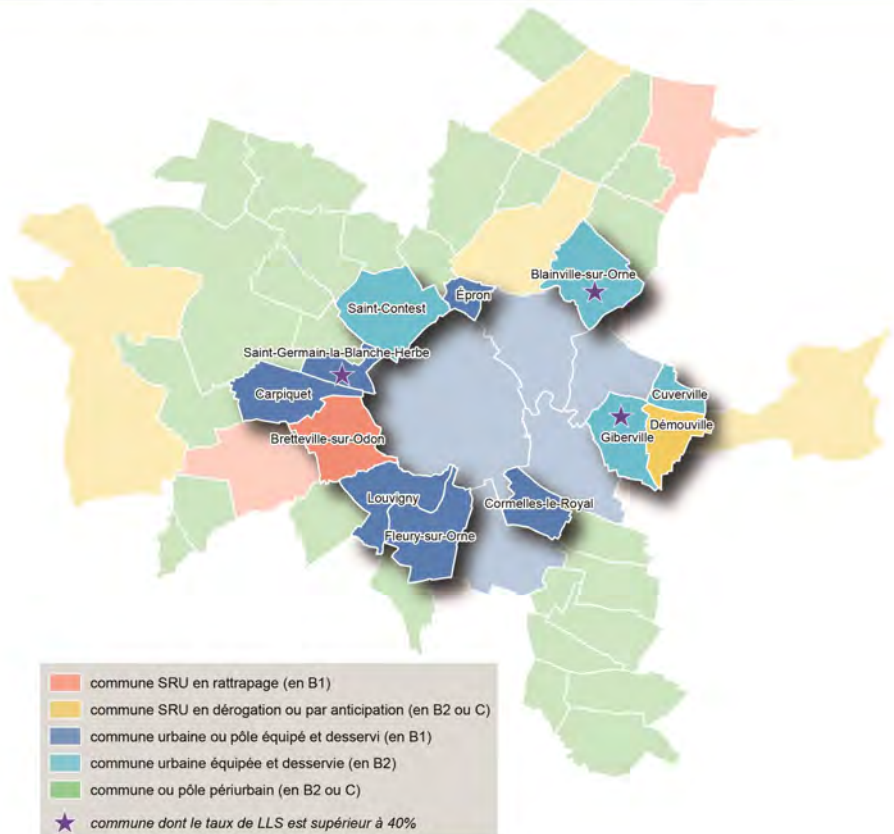 Blainville-sur-Orne
Épron
Saint-Contest
Saint-Germain-la-Blanche-Herbe
Carpiquet
Cuverville
Démouville
Giberville
Bretteville-sur-Odon
Louvigny
Cormelles-le-Royal
Fleury-sur-Orne
commune SRU en rattrapage (en B1)
commune SRU en dérogation ou par anticipation (en B2 ou C)
commune urbaine ou pôle équipé et desservi (en B1)
commune urbaine équipée et desservie (en B2)
commune ou pôle périurbain (en B2 ou C)
commune dont le taux de LLS est supérieur à 40%